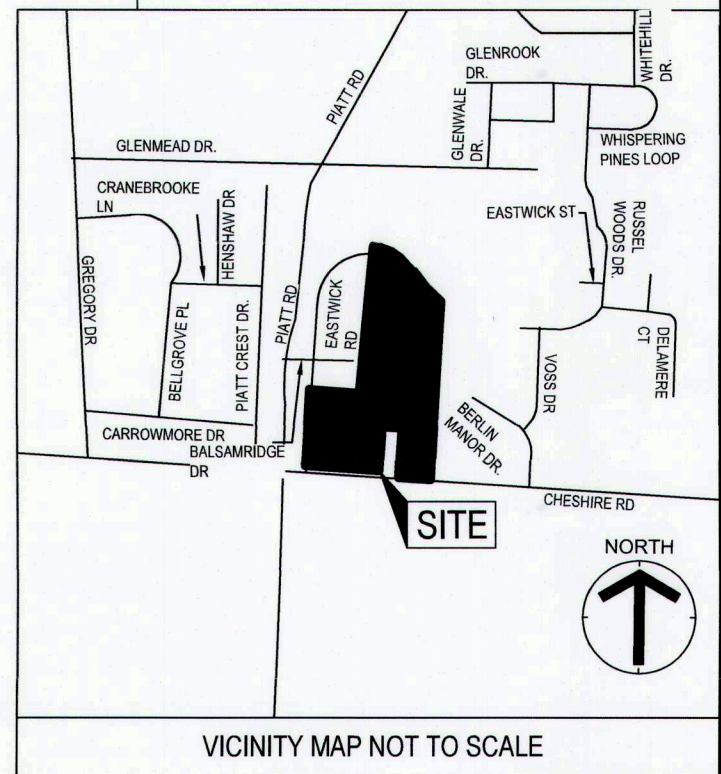 GLENROOK
DR.
WHITEHILL
DR.
PIATT RD
GLENWALE
DR.
GLENMEAD DR.
WHISPERING
PINES LOOP
CRANEBROOKE
LN
HENSHAW DR
EASTWICK ST
RUSSEL
WOODS DR.
GREGORY DR.
BELLGROVE PL
PIATT CREST DR.
PIATT RD
EASTWICK
RD
VOSS DR
DELAMERE
CT
BERLIN
MANOR DR.
CARROWMORE DR
BALSAMRIDGE
DR
CHESHIRE RD
SITE
NORTH
VICINITY MAP NOT TO SCALE